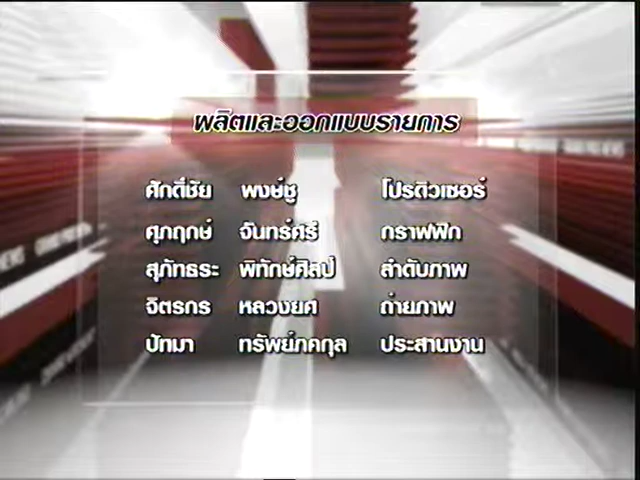 ผลิตและออกแบบรายการ
ศักดิ์ชัย พงษ์ชู โปรดิวเซอร์
ศุภฤกษ์ จันทร์ศรี กราฟฟิก
สุภัทธระ พิทักษ์ศิลป์ ลำดับภาพ
จิตรกร หลวงยศ ถ่ายภาพ
ปัทมา ทรัพย์ภคกุล ประสานงาน